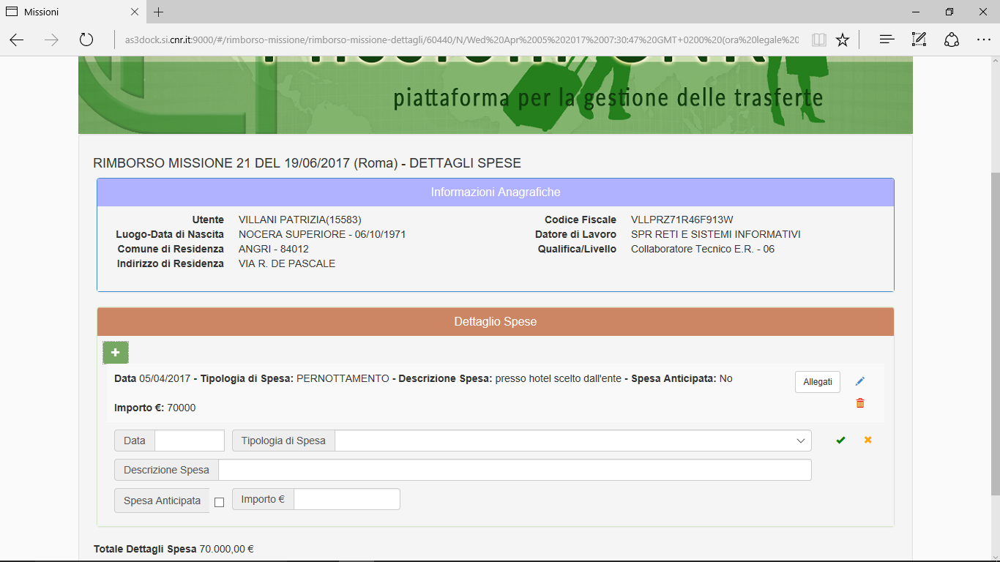 Missioni
as3dock.si.cnr.it:9000/#/rimborso-missione/rimborso-missione-dettagli/60440/N/Wed%20Apr%2005%202017%2007:30:47%20GMT+0200%20(ora%20legale%20
piattaforma per la gestione delle trasferte
RIMBORSO MISSIONE 21 DEL 19/06/2017 (Roma) - DETTAGLI SPESE
Informazioni Anagrafiche
Utente VILLANI PATRIZIA(15583) Codice Fiscale VLLPRZ71R46F913W
Luogo-Data di Nascita NOCERA SUPERIORE - 06/10/1971 Datore di Lavoro SPR RETI E SISTEMI INFORMATIVI
Comune di Residenza ANGRI - 84012 Qualifica/Livello Collaboratore Tecnico E.R. - 06
Indirizzo di Residenza VIA R. DE PASCALE
Dettaglio Spese
Data 05/04/2017 - Tipologia di Spesa: PERNOTTAMENTO - Descrizione Spesa: presso hotel scelto dall'ente - Spesa Anticipata: No Allegati
Importo €: 70000
Data Tipologia di Spesa
Descrizione Spesa
Spesa Anticipata Importo €
Totale Dettagli Spesa 70.000,00 €